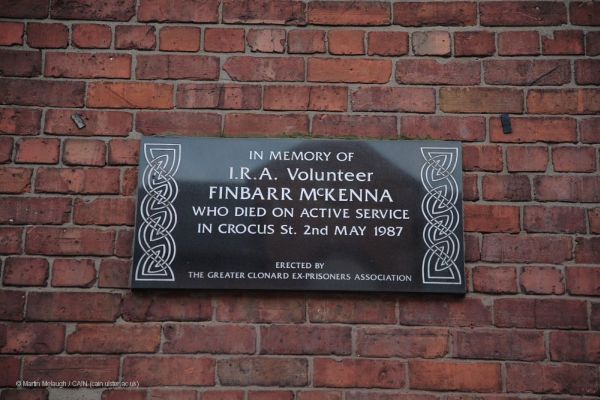 IN MEMORY OF
I.R.A. Volunteer
FINBARR McKENNA
WHO DIED ON ACTIVE SERVICE
IN CROCUS St. 2nd MAY 1987
ERECTED BY
THE GREATER CLONARD EX-PRISONERS ASSOCIATION
© Martin Melaugh / CAIN (cain.ulster.ac.uk)